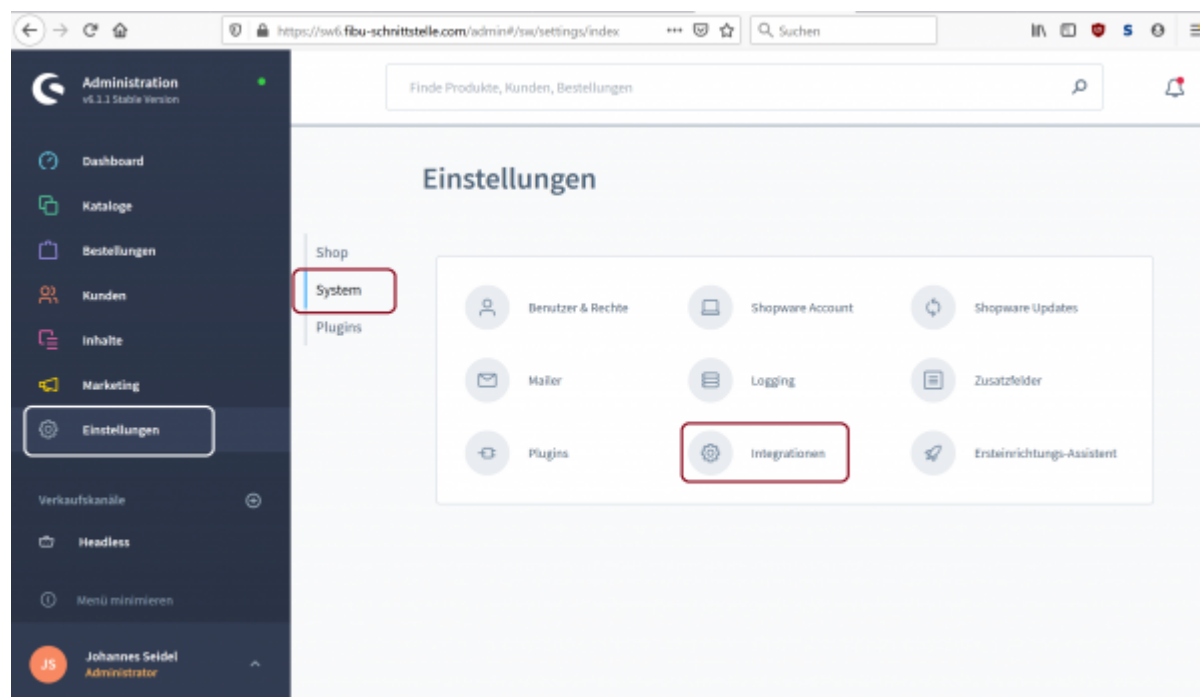 https://sw6.fibu-schnittstelle.com/admin#/sw/settings/index
Suchen
Administration
v6.1.1 Stable Version
Finde Produkte, Kunden, Bestellungen
Dashboard
Kataloge
Bestellungen
Kunden
Inhalte
Marketing
Einstellungen
Verkaufskanäle
Headless
Menü minimieren
JS
Johannes Seidel
Administrator
Einstellungen
Shop
System
Plugins
Benutzer & Rechte
Shopware Account
Shopware Updates
Mailer
Logging
Zusatzfelder
Plugins
Integrationen
Ersteinrichtungs-Assistent